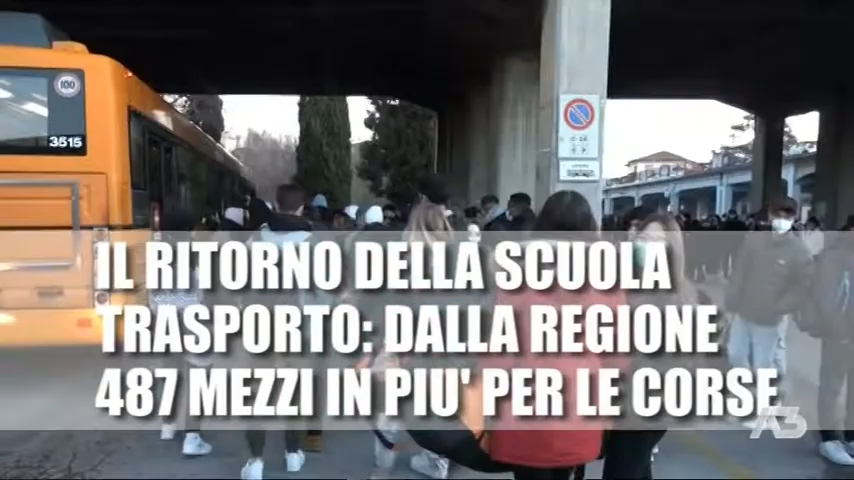 100
3515
IL RITORNO DELLA SCUOLA
TRASPORTO: DALLA REGIONE
487 MEZZI IN PIU' PER LE CORSE
A3